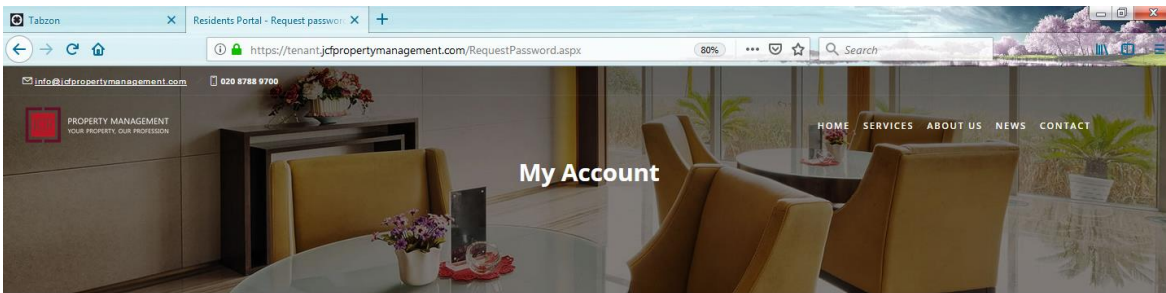 Tabzon
Residents Portal - Request passwor
https://tenant.jcfpropertymanagement.com/RequestPassword.aspx
80%
Search
info@jcfpropertymanagement.com
020 8788 9700
PROPERTY MANAGEMENT
YOUR PROPERTY, OUR PROFESSION
HOME SERVICES ABOUT US NEWS CONTACT
My Account